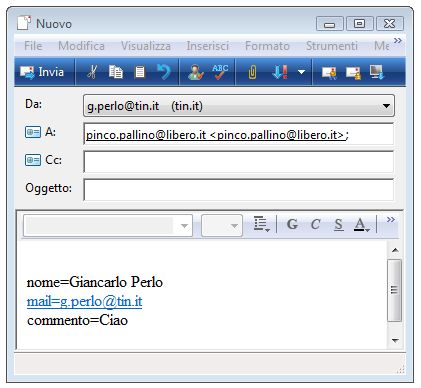 Nuovo
File Modifica Visualizza Inserisci Formato Strumenti Me »
Invia
Da: g.perlo@tin.it (tin.it)
A: pinco.pallino@libero.it <pinco.pallino@libero.it>;
Cc:
Oggetto:
G C S A »
nome=Giancarlo Perlo
mail=g.perlo@tin.it
commento=Ciao